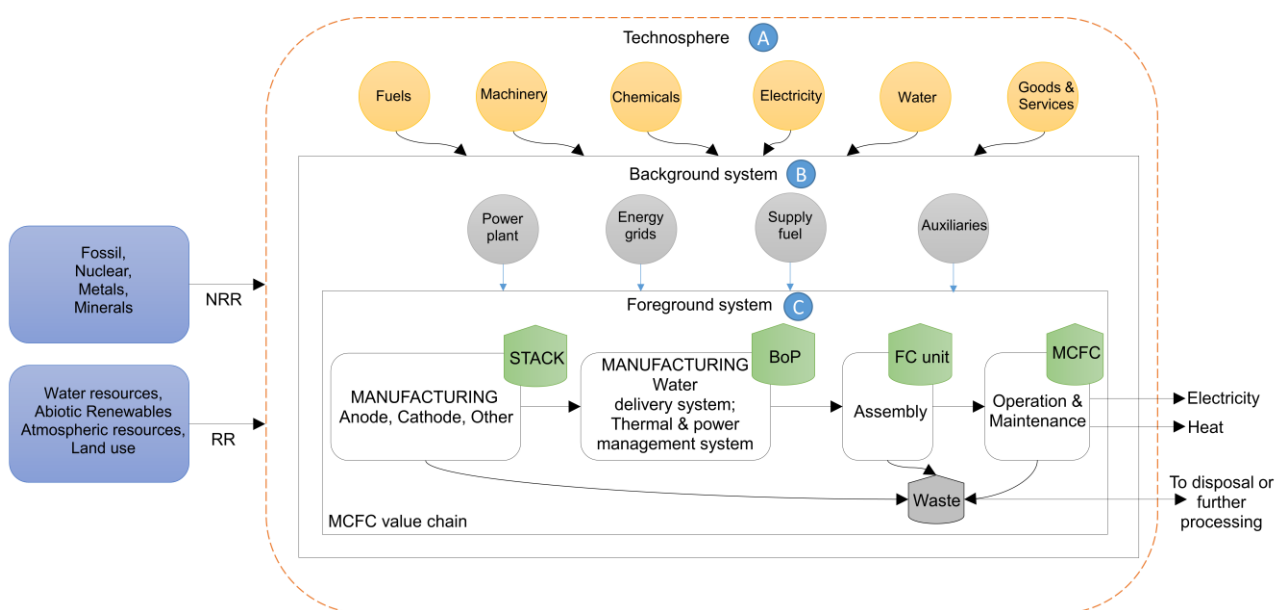 Technosphere A
Fuels
Machinery
Chemicals
Electricity
Water
Goods &
Services
Background system B
Power
plant
Energy
grids
Supply
fuel
Auxiliaries
Fossil,
Nuclear,
Metals,
Minerals
NRR
Water resources,
Abiotic Renewables
Atmospheric resources,
Land use
RR
Foreground system C
STACK
MANUFACTURING
Anode, Cathode, Other
BoP
MANUFACTURING
Water
delivery system;
Thermal & power
management system
FC unit
Assembly
MCFC
Operation &
Maintenance
Electricity
Heat
Waste
To disposal or
further
processing
MCFC value chain